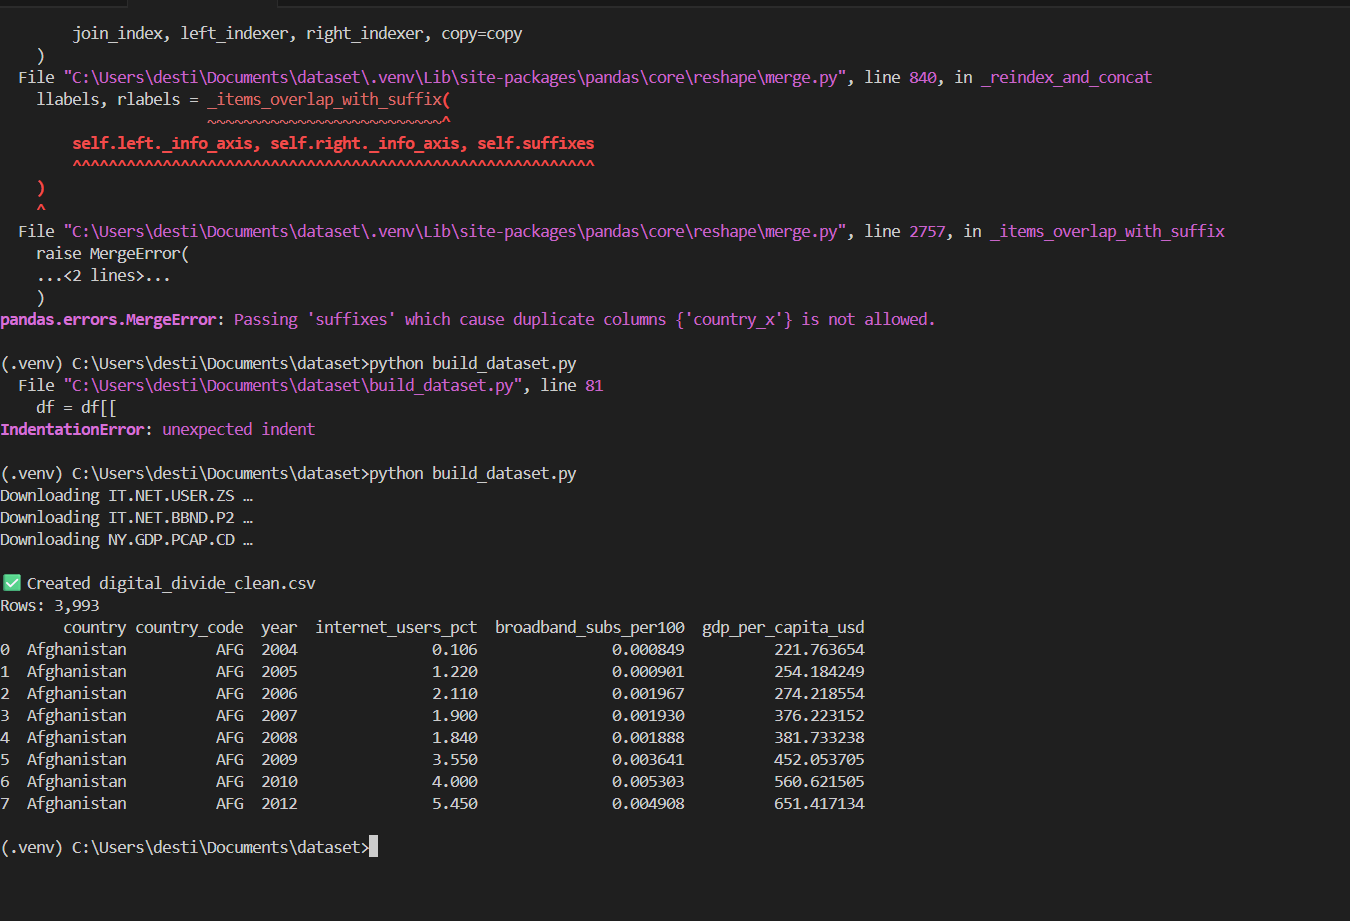 join_index, left_indexer, right_indexer, copy=copy
)
File "C:\Users\desti\Documents\dataset\.venv\Lib\site-packages\pandas\core\reshape\merge.py", line 840, in _reindex_and_concat
llabels, rlabels = _items_overlap_with_suffix(
~~~~~~~~~~~~~~~~~~~~~~~~~~^
self.left._info_axis, self.right._info_axis, self.suffixes
^^^^^^^^^^^^^^^^^^^^^^^^^^^^^^^^^^^^^^^^^^^^^^^^^^^^^^^^^^
)
^
File "C:\Users\desti\Documents\dataset\.venv\Lib\site-packages\pandas\core\reshape\merge.py", line 2757, in _items_overlap_with_suffix
raise MergeError(
...<2 lines>...
)
pandas.errors.MergeError: Passing 'suffixes' which cause duplicate columns {'country_x'} is not allowed.
(.venv) C:\Users\desti\Documents\dataset>python build_dataset.py
File "C:\Users\desti\Documents\dataset\build_dataset.py", line 81
df = df[[
IndentationError: unexpected indent
(.venv) C:\Users\desti\Documents\dataset>python build_dataset.py
Downloading IT.NET.USER.ZS …
Downloading IT.NET.BBND.P2 …
Downloading NY.GDP.PCAP.CD …
✅ Created digital_divide_clean.csv
Rows: 3,993
country country_code year internet_users_pct broadband_subs_per100 gdp_per_capita_usd
0 Afghanistan AFG 2004 0.106 0.000849 221.763654
1 Afghanistan AFG 2005 1.220 0.000901 254.184249
2 Afghanistan AFG 2006 2.110 0.001967 274.218554
3 Afghanistan AFG 2007 1.900 0.001930 376.223152
4 Afghanistan AFG 2008 1.840 0.001888 381.733238
5 Afghanistan AFG 2009 3.550 0.003641 452.053705
6 Afghanistan AFG 2010 4.000 0.005303 560.621505
7 Afghanistan AFG 2012 5.450 0.004908 651.417134
(.venv) C:\Users\desti\Documents\dataset>